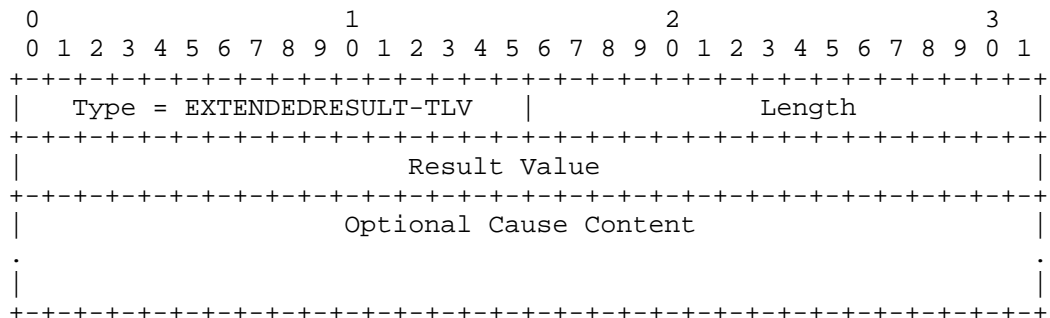 0                   1                   2                   3
 0 1 2 3 4 5 6 7 8 9 0 1 2 3 4 5 6 7 8 9 0 1 2 3 4 5 6 7 8 9 0 1
+-+-+-+-+-+-+-+-+-+-+-+-+-+-+-+-+-+-+-+-+-+-+-+-+-+-+-+-+-+-+-+-+
|   Type = EXTENDEDRESULT-TLV   |              Length           |
+-+-+-+-+-+-+-+-+-+-+-+-+-+-+-+-+-+-+-+-+-+-+-+-+-+-+-+-+-+-+-+-+
|                        Result Value                           |
+-+-+-+-+-+-+-+-+-+-+-+-+-+-+-+-+-+-+-+-+-+-+-+-+-+-+-+-+-+-+-+-+
|                    Optional Cause Content                     |
.                                                               .
|                                                               |
+-+-+-+-+-+-+-+-+-+-+-+-+-+-+-+-+-+-+-+-+-+-+-+-+-+-+-+-+-+-+-+-+